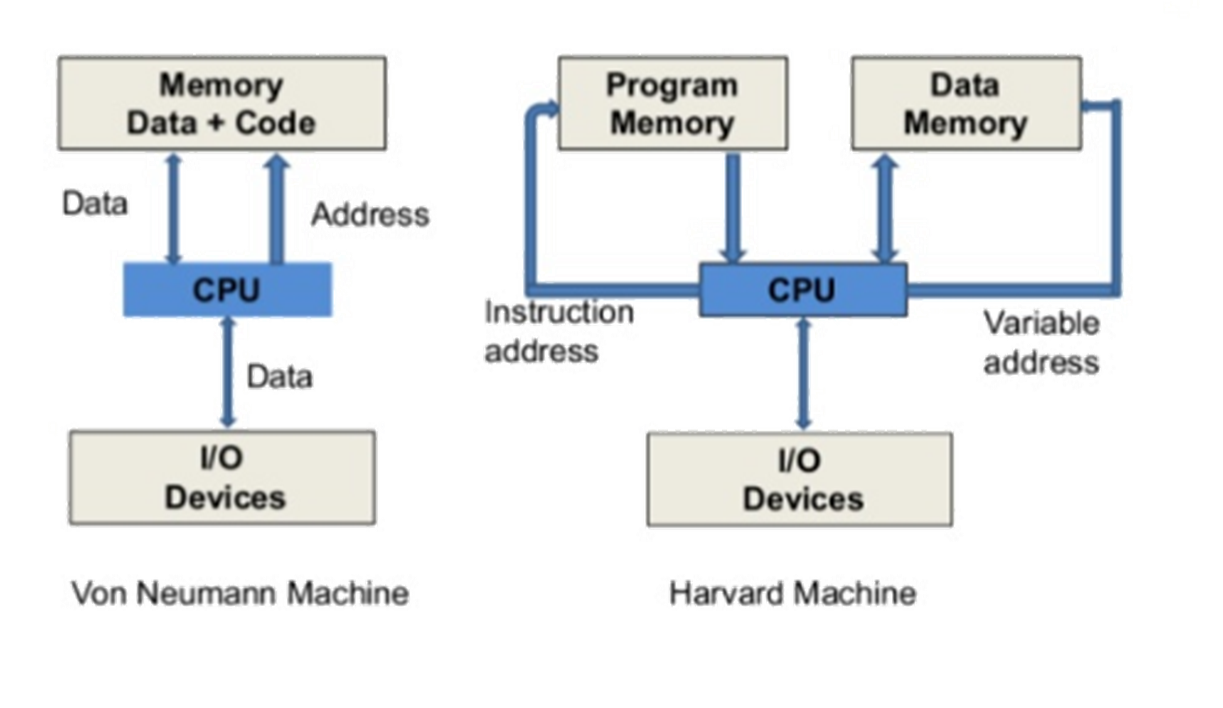 Memory
Data + Code
Data
Address
CPU
Data
I/O
Devices
Von Neumann Machine
Program
Memory
Data
Memory
CPU
Instruction
address
Variable
address
I/O
Devices
Harvard Machine